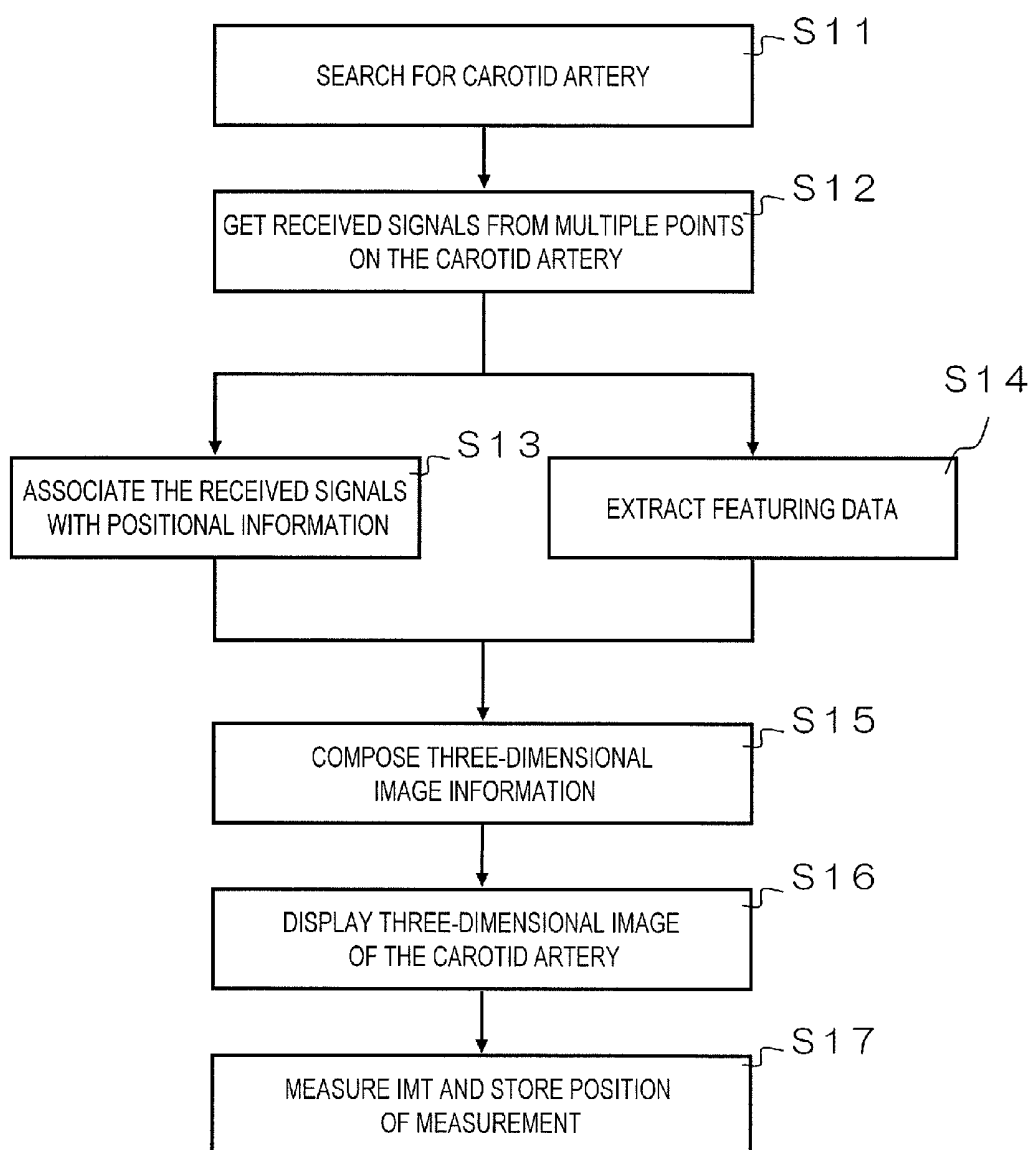 S11
SEARCH FOR CAROTID ARTERY
S12
GET RECEIVED SIGNALS FROM MULTIPLE POINTS
ON THE CAROTID ARTERY
S13
ASSOCIATE THE RECEIVED SIGNALS
WITH POSITIONAL INFORMATION
S14
EXTRACT FEATURING DATA
S15
COMPOSE THREE-DIMENSIONAL
IMAGE INFORMATION
S16
DISPLAY THREE-DIMENSIONAL IMAGE
OF THE CAROTID ARTERY
S17
MEASURE IMT AND STORE POSITION
OF MEASUREMENT